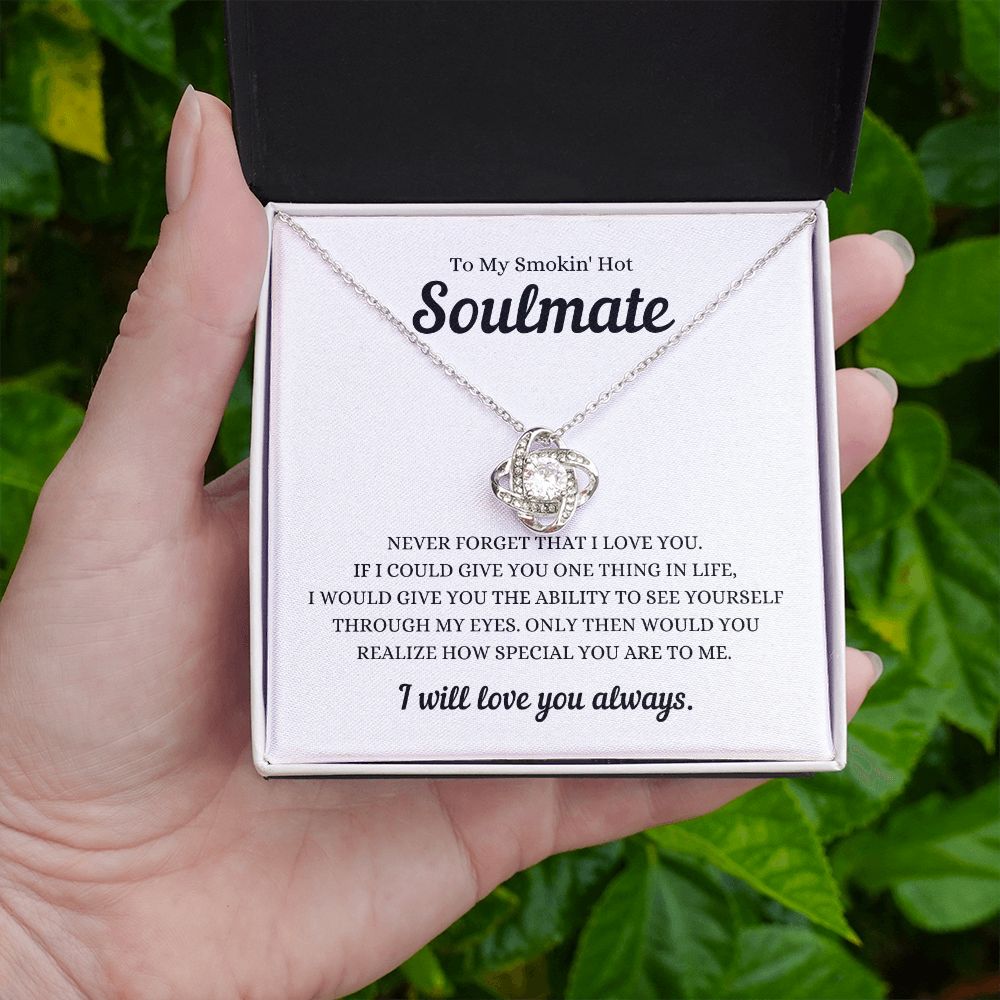 To My Smokin' Hot
Soulmate
NEVER FORGET THAT I LOVE YOU.
IF I COULD GIVE YOU ONE THING IN LIFE,
I WOULD GIVE YOU THE ABILITY TO SEE YOURSELF
THROUGH MY EYES. ONLY THEN WOULD YOU
REALIZE HOW SPECIAL YOU ARE TO ME.
I will love you always.